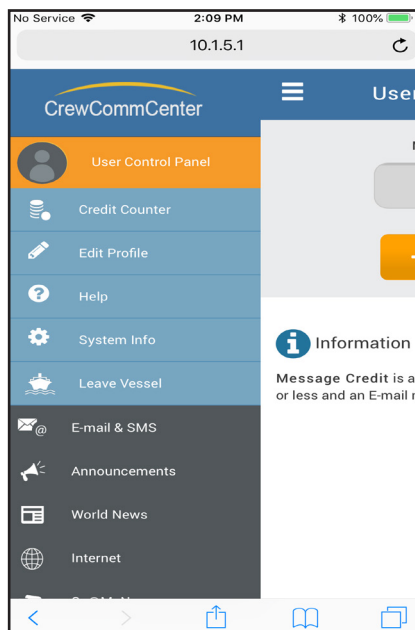 No Service 2:09 PM 100%
10.1.5.1
CrewCommCenter
User
User Control Panel
Credit Counter
Edit Profile
Help
System Info
Information
Leave Vessel
Message Credit is a
or less and an E-mail
E-mail & SMS
Announcements
World News
Internet